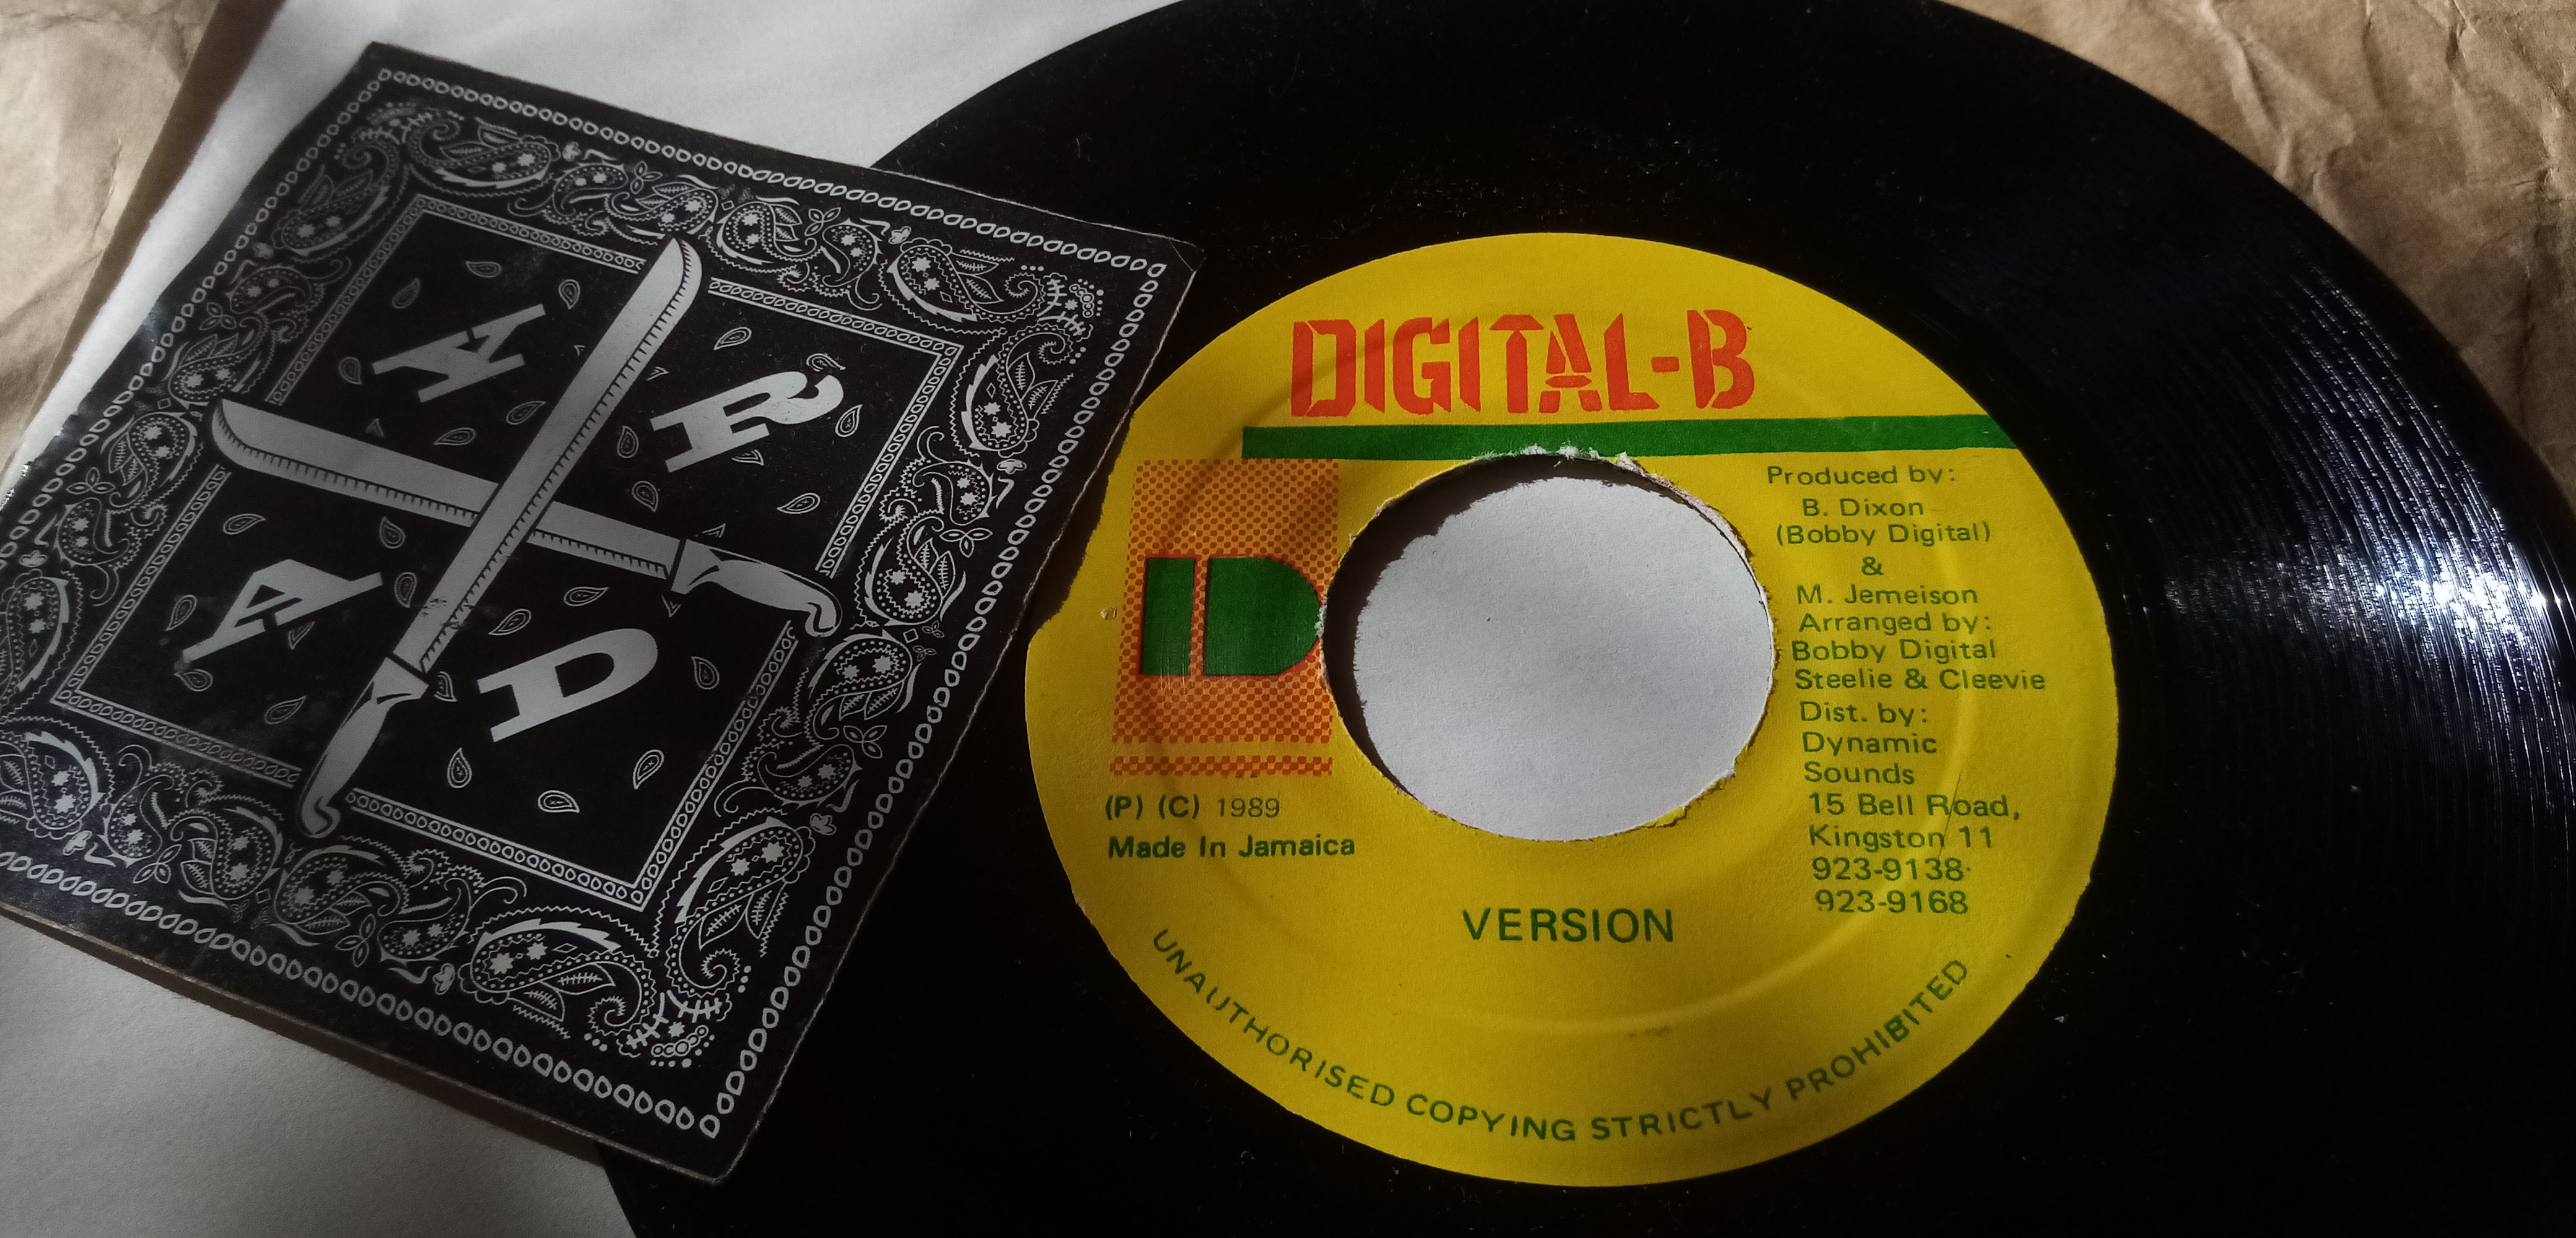 HARD
DIGITAL-B
Produced by:
B. Dixon
(Bobby Digital)
&
M. Jemeison
Arranged by:
Bobby Digital
Steelie & Cleevie
Dist. by:
Dynamic
Sounds
15 Bell Road,
Kingston 11
923-9138
923-9168
D
(P) (C) 1989
Made In Jamaica
VERSION
UNAUTHORISED COPYING STRICTLY PROHIBITED